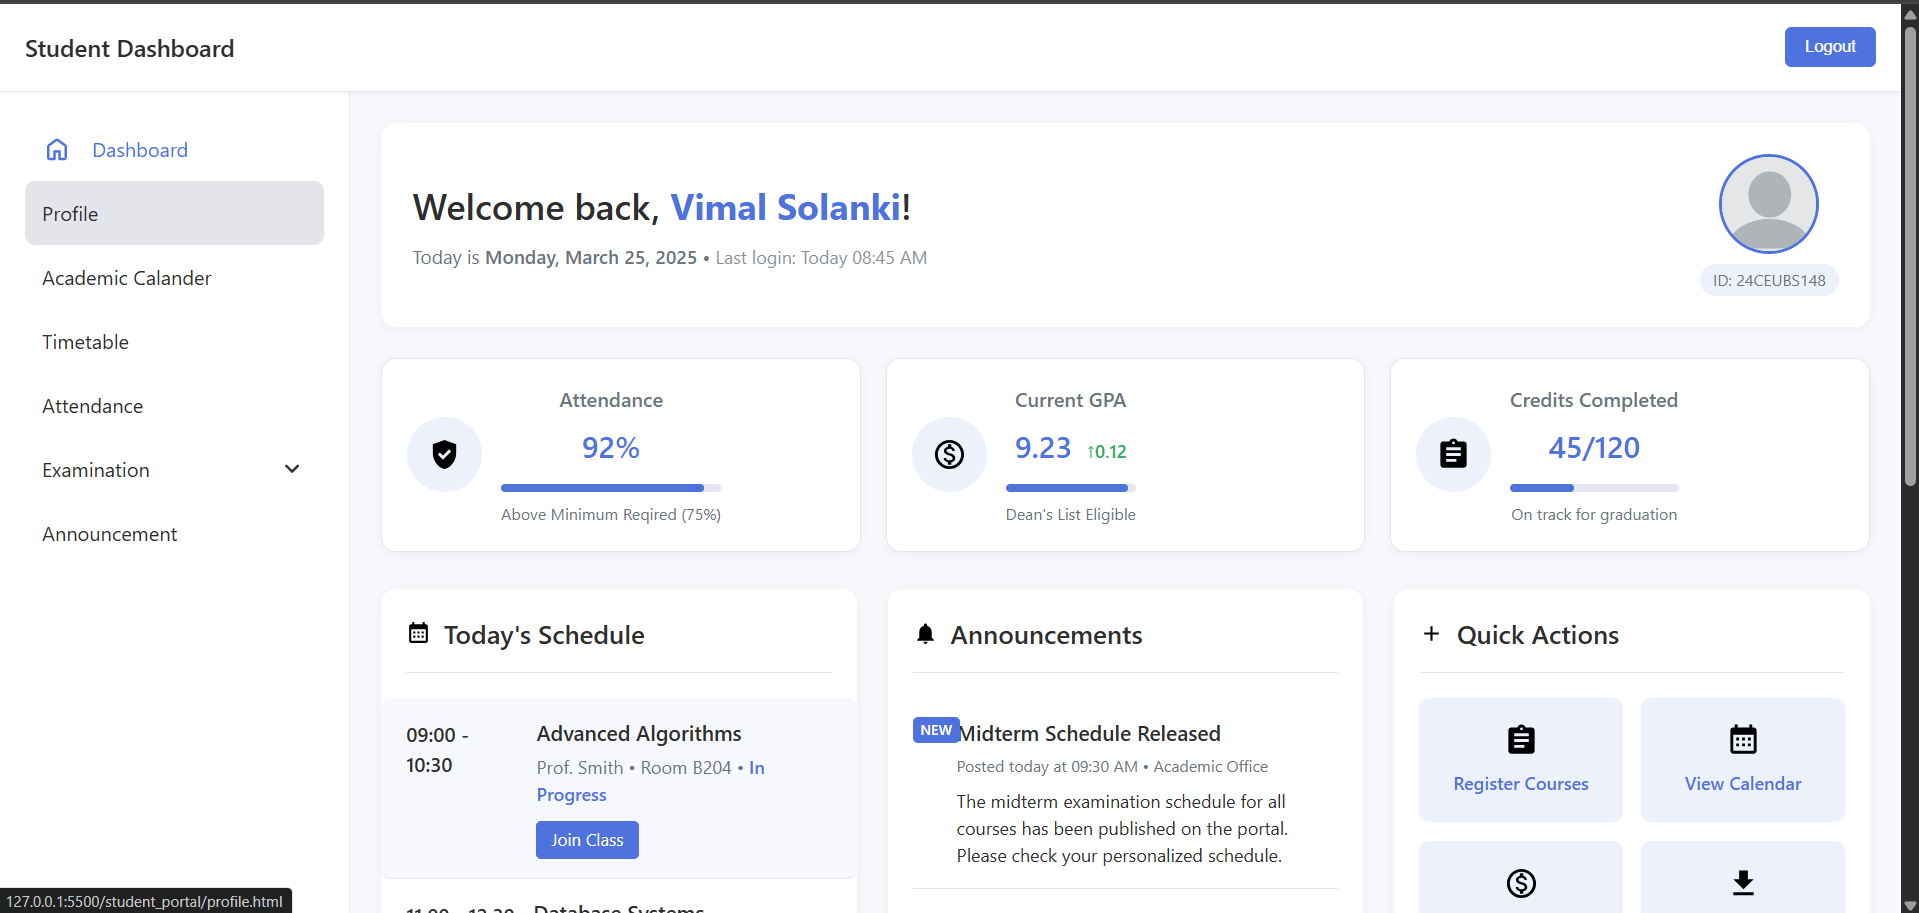 Student Dashboard
Logout
Dashboard
Profile
Academic Calander
Timetable
Attendance
Examination
Announcement
Welcome back, Vimal Solanki!
Today is Monday, March 25, 2025 • Last login: Today 08:45 AM
ID: 24CEUBS148
Attendance
92%
Above Minimum Reqired (75%)
Current GPA
9.23 ↑0.12
Dean's List Eligible
Credits Completed
45/120
On track for graduation
Today's Schedule
09:00 -
10:30
Advanced Algorithms
Prof. Smith • Room B204 • In
Progress
Join Class
11:00 - 12:30 Database Systems
Announcements
NEW
Midterm Schedule Released
Posted today at 09:30 AM • Academic Office
The midterm examination schedule for all
courses has been published on the portal.
Please check your personalized schedule.
Quick Actions
Register Courses
View Calendar
127.0.0.1:5500/student_portal/profile.html